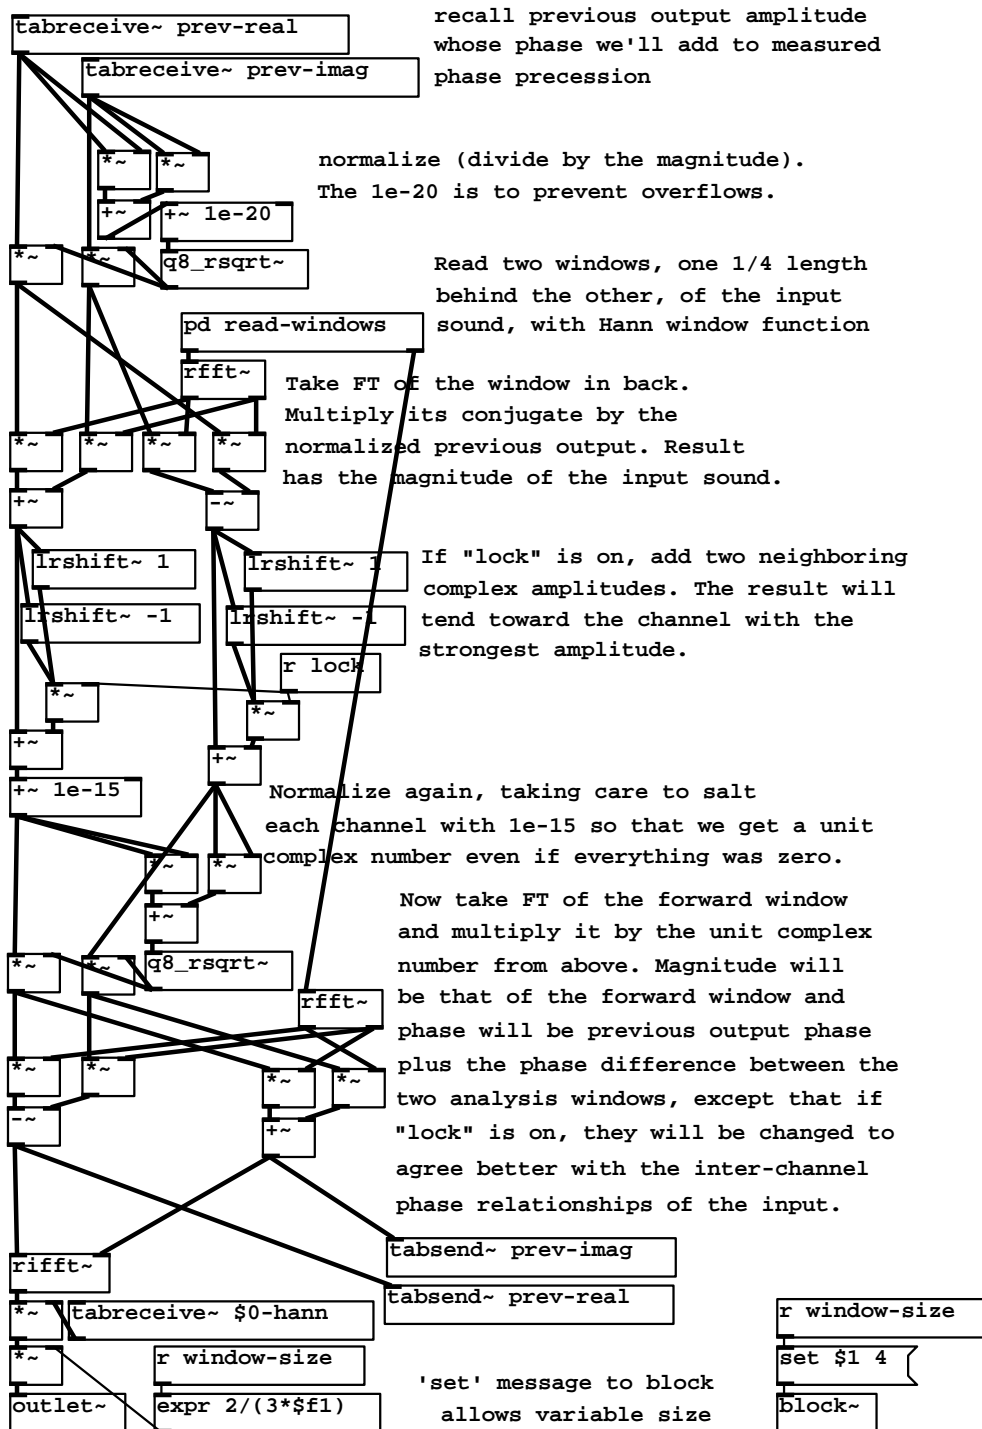 tabreceive~ prev-real
recall previous output amplitude
whose phase we'll add to measured
phase precession
tabreceive~ prev-imag
*~
*~
normalize (divide by the magnitude).
The 1e-20 is to prevent overflows.
+~
+~ 1e-20
*~
*~
q8_rsqrt~
Read two windows, one 1/4 length
behind the other, of the input
sound, with Hann window function
pd read-windows
rfft~
Take FT of the window in back.
Multiply its conjugate by the
normalized previous output. Result
has the magnitude of the input sound.
*~
*~
*~
*~
+~
-~
lrshift~ 1
lrshift~ 1
lrshift~ -1
lrshift~ -1
If "lock" is on, add two neighboring
complex amplitudes. The result will
tend toward the channel with the
strongest amplitude.
r lock
*~
*~
+~
+~
+~ 1e-15
Normalize again, taking care to salt
each channel with 1e-15 so that we get a unit
complex number even if everything was zero.
*~
*~
+~
*~
*~
q8_rsqrt~
Now take FT of the forward window
and multiply it by the unit complex
number from above. Magnitude will
be that of the forward window and
phase will be previous output phase
plus the phase difference between the
two analysis windows, except that if
"lock" is on, they will be changed to
agree better with the inter-channel
phase relationships of the input.
rfft~
*~
*~
*~
*~
-~
+~
tabsend~ prev-imag
rifft~
tabsend~ prev-real
*~
tabreceive~ $0-hann
r window-size
*~
r window-size
'set' message to block
allows variable size
set $1 4
outlet~
expr 2/(3*$f1)
block~